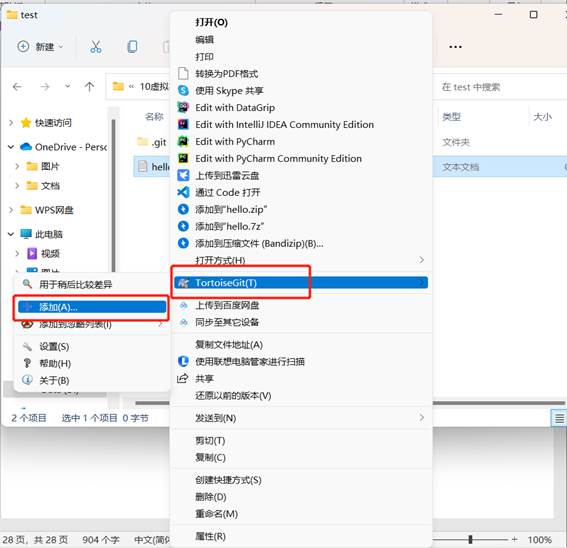 test
新建
10虚拟
在 test 中搜索
名称
类型
大小
快速访问
OneDrive - Perso
图片
文档
WPS网盘
此电脑
视频
图片
.git
文件夹
hello
文本文档
打开(O)
编辑
打印
转换为PDF格式
使用 Skype 共享
Edit with DataGrip
Edit with IntelliJ IDEA Community Edition
Edit with PyCharm
Edit with PyCharm Community Edition
上传到迅雷云盘
通过 Code 打开
添加到"hello.zip"
添加到"hello.7z"
添加到压缩文件 (Bandizip)(B)...
打开方式(H)
TortoiseGit(T)
上传到百度网盘
同步至其它设备
复制文件地址(A)
使用联想电脑管家进行扫描
共享
还原以前的版本(V)
发送到(N)
剪切(T)
复制(C)
创建快捷方式(S)
删除(D)
重命名(M)
属性(R)
用于稍后比较差异
添加(A)...
添加到忽略列表(I)
设置(S)
帮助(H)
关于(B)
2 个项目
选中 1 个项目 0 字节
28 页，共 28 页
904 个字
中文(简体
100%